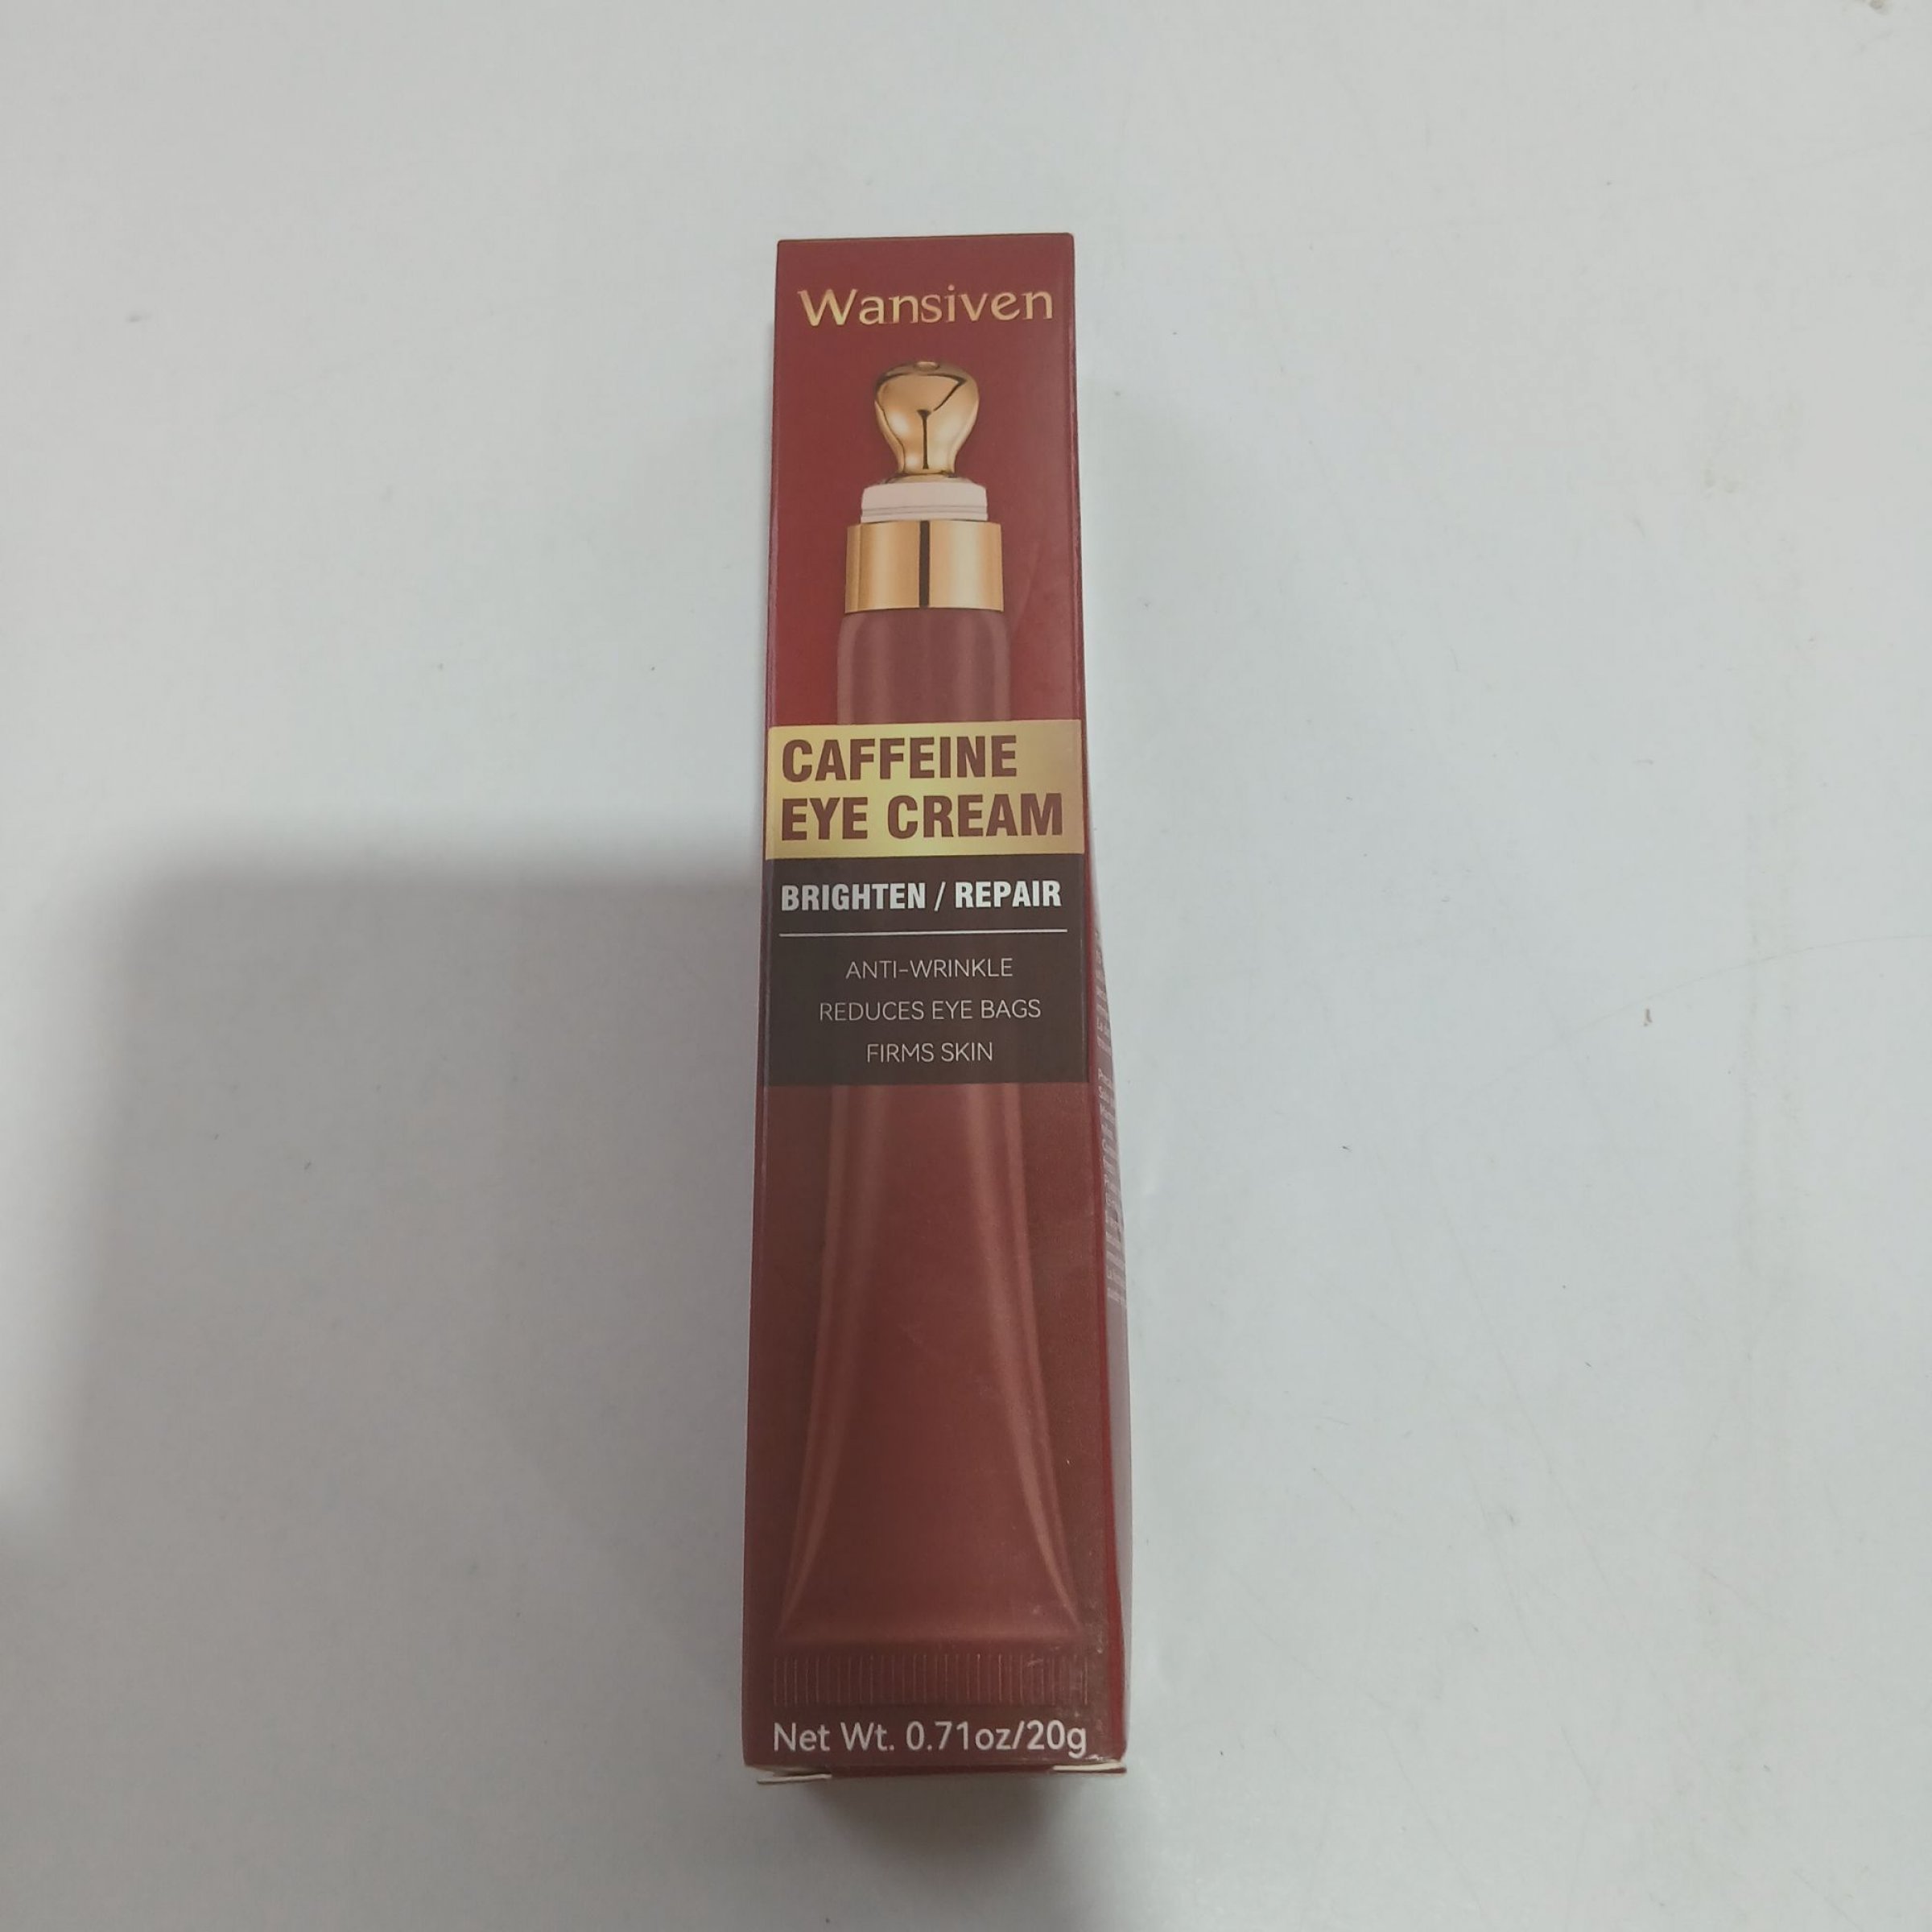 Wansiven
CAFFEINE
EYE CREAM
BRIGHTEN / REPAIR
ANTI-WRINKLE
REDUCES EYE BAGS
FIRMS SKIN
Net Wt. 0.71oz/20g